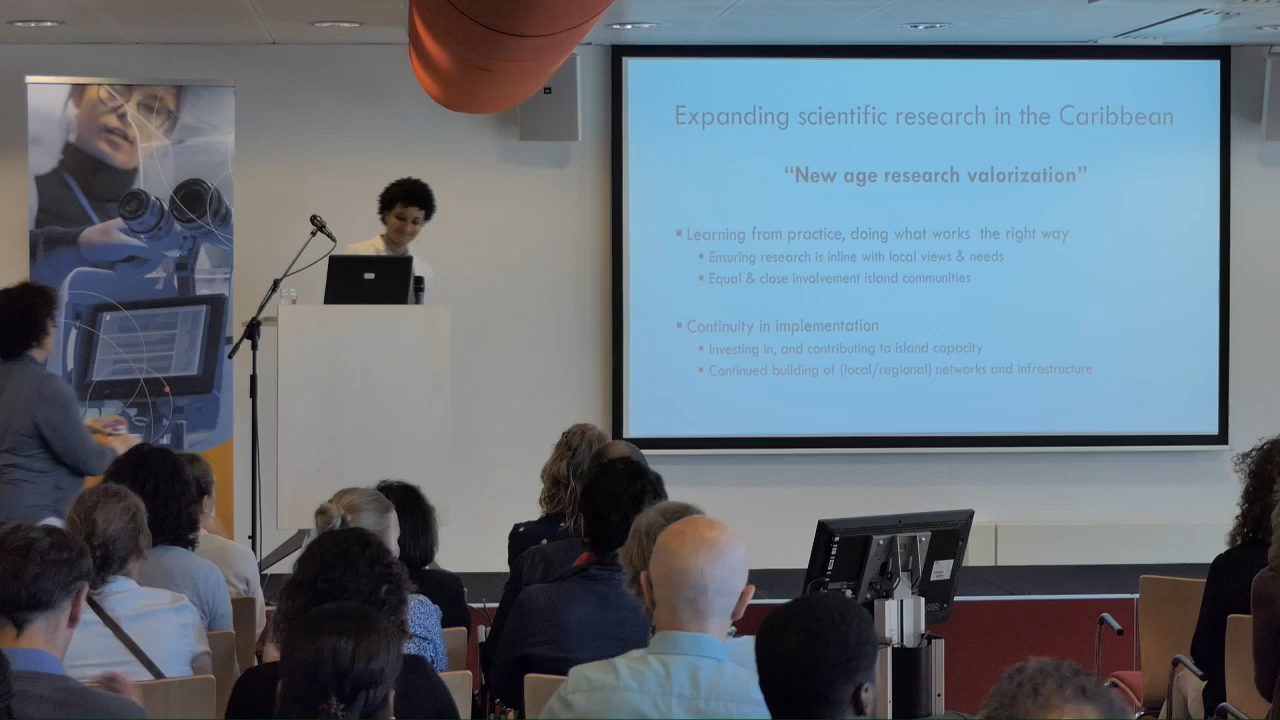 Expanding scientific research in the Caribbean
“New age research valorization”
▪ Learning from practice, doing what works the right way
▪ Ensuring research is inline with local views & needs
▪ Equal & close involvement island communities
▪ Continuity in implementation
▪ Investing in, and contributing to island capacity
▪ Continued building of (local/regional) networks and infrastructure